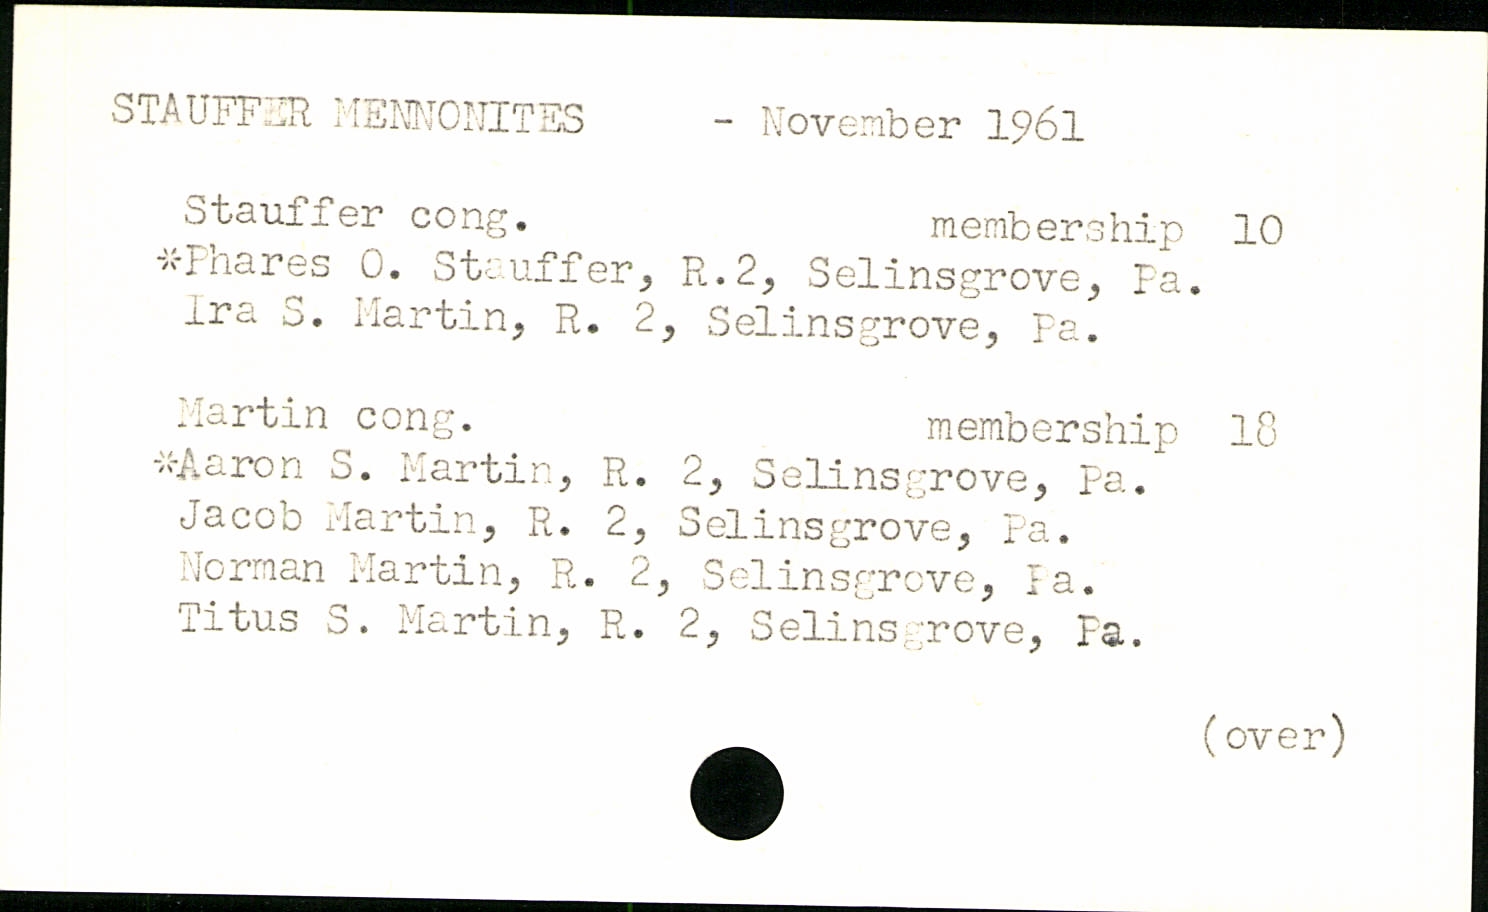 STAUFFER MENNONITES - November 1961
Stauffer cong. membership 10
*Phares O. Stauffer, R.2, Selinsgrove, Pa.
Ira S. Martin, R. 2, Selinsgrove, Pa.
Martin cong. membership 18
*Aaron S. Martin, R. 2, Selinsgrove, Pa.
Jacob Martin, R. 2, Selinsgrove, Pa.
Norman Martin, R. 2, Selinsgrove, Pa.
Titus S. Martin, R. 2, Selinsgrove, Pa.
(over)